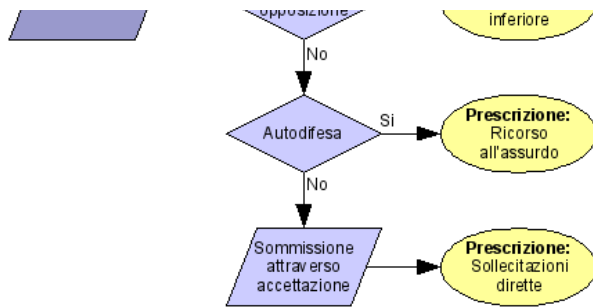 opposizione
inferiore
No
Autodifesa
Si
Prescrizione:
Ricorso
all'assurdo
No
Sommissione
attraverso
accettazione
Prescrizione:
Sollecitazioni
dirette